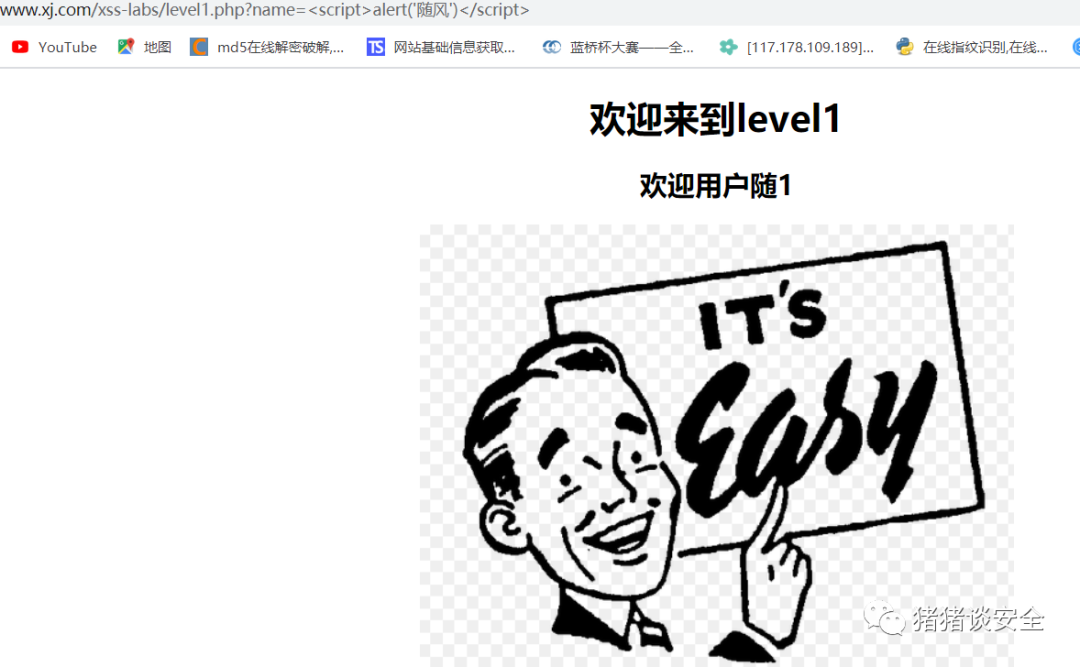 www.xj.com/xss-labs/level1.php?name=<script>alert('随风')</script>
YouTube 地图 md5在线解密破解,... TS 网站基础信息获取... 蓝桥杯大赛——全... [117.178.109.189]... 在线指纹识别,在线...
欢迎来到level1
欢迎用户随1
IT'S
Easy
猪猪谈安全